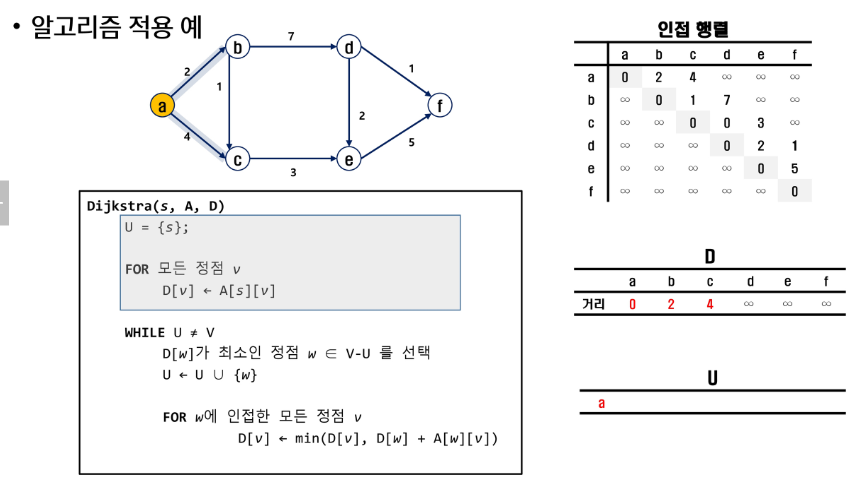 • 알고리즘 적용 예
a
b
c
d
e
f
2
4
1
7
3
2
1
5
Dijkstra(s, A, D)
U = {s};
FOR 모든 정점 v
D[v] ← A[s][v]
WHILE U ≠ V
D[w]가 최소인 정점 w ∈ V-U 를 선택
U ← U ∪ {w}
FOR w에 인접한 모든 정점 v
D[v] ← min(D[v], D[w] + A[w][v])
인접 행렬
a b c d e f
a 0 2 4 ∞ ∞ ∞
b ∞ 0 1 7 ∞ ∞
c ∞ ∞ 0 0 3 ∞
d ∞ ∞ ∞ 0 2 1
e ∞ ∞ ∞ ∞ 0 5
f ∞ ∞ ∞ ∞ ∞ 0
D
a b c d e f
거리 0 2 4 ∞ ∞ ∞
U
a